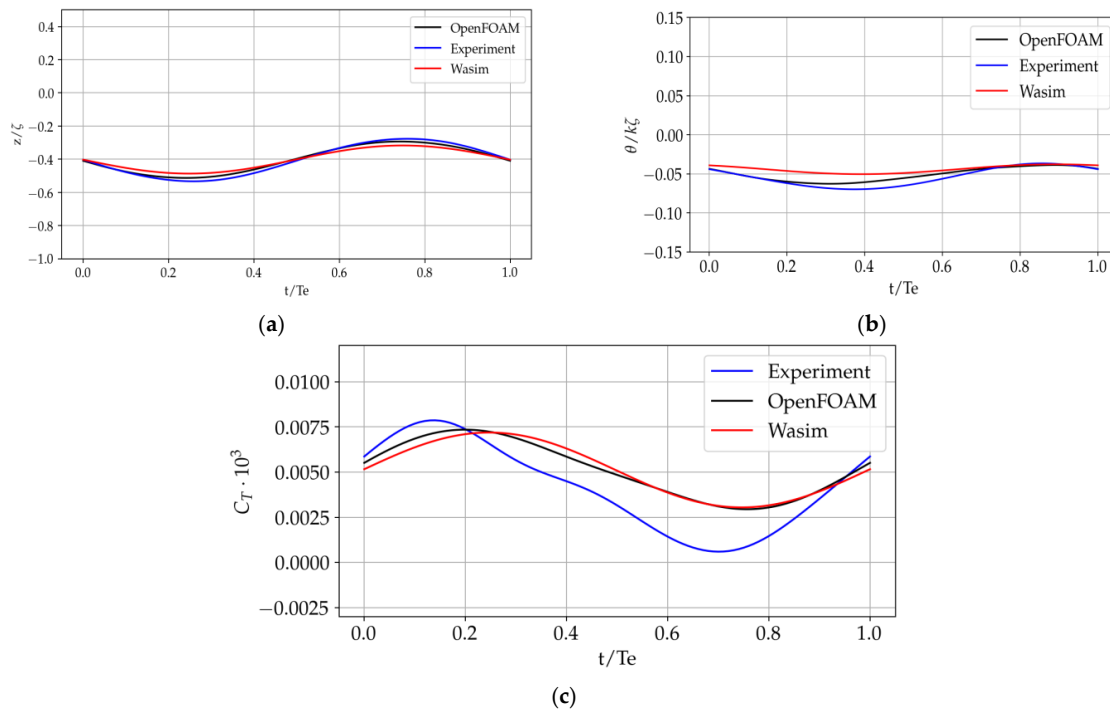 0.4
0.2
0.0
−0.2
−0.4
−0.6
−0.8
−1.0
z/ζ
OpenFOAM
Experiment
Wasim
0.0 0.2 0.4 0.6 0.8 1.0
t/Te
(a)
0.15
0.10
0.05
0.00
−0.05
−0.10
−0.15
θ/kζ
OpenFOAM
Experiment
Wasim
0.0 0.2 0.4 0.6 0.8 1.0
t/Te
(b)
0.0100
0.0075
0.0050
0.0025
0.0000
−0.0025
C_T · 10³
Experiment
OpenFOAM
Wasim
0.0 0.2 0.4 0.6 0.8 1.0
t/Te
(c)